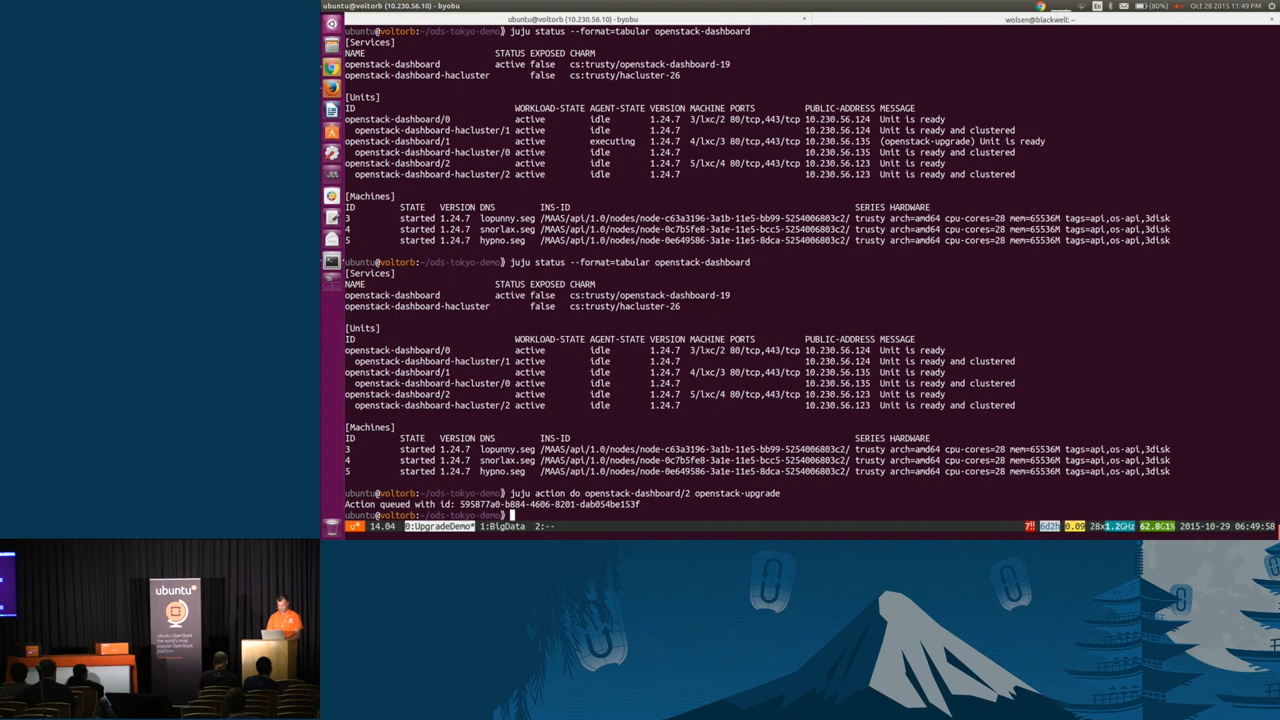 ubuntu@voltorb (10.230.56.10) - byobu
En (80%) Oct 28 2015 11:49 PM
ubuntu@voltorb (10.230.56.10) - byobu
wolsen@blackwell: ~
ubuntu@voltorb:~/ods-tokyo-demo⟫ juju status --format=tabular openstack-dashboard
[Services]
NAME STATUS EXPOSED CHARM
openstack-dashboard active false cs:trusty/openstack-dashboard-19
openstack-dashboard-hacluster false cs:trusty/hacluster-26
[Units]
ID WORKLOAD-STATE AGENT-STATE VERSION MACHINE PORTS PUBLIC-ADDRESS MESSAGE
openstack-dashboard/0 active idle 1.24.7 3/lxc/2 80/tcp,443/tcp 10.230.56.124 Unit is ready
openstack-dashboard-hacluster/1 active idle 1.24.7 10.230.56.124 Unit is ready and clustered
openstack-dashboard/1 active executing 1.24.7 4/lxc/3 80/tcp,443/tcp 10.230.56.135 (openstack-upgrade) Unit is ready
openstack-dashboard-hacluster/0 active idle 1.24.7 10.230.56.135 Unit is ready and clustered
openstack-dashboard/2 active idle 1.24.7 5/lxc/4 80/tcp,443/tcp 10.230.56.123 Unit is ready
openstack-dashboard-hacluster/2 active idle 1.24.7 10.230.56.123 Unit is ready and clustered
[Machines]
ID STATE VERSION DNS INS-ID SERIES HARDWARE
3 started 1.24.7 lopunny.seg /MAAS/api/1.0/nodes/node-c63a3196-3a1b-11e5-bb99-5254006803c2/ trusty arch=amd64 cpu-cores=28 mem=65536M tags=api,os-api,3disk
4 started 1.24.7 snorlax.seg /MAAS/api/1.0/nodes/node-0c7b5fe8-3a1e-11e5-bcc5-5254006803c2/ trusty arch=amd64 cpu-cores=28 mem=65536M tags=api,os-api,3disk
5 started 1.24.7 hypno.seg /MAAS/api/1.0/nodes/node-0e649586-3a1e-11e5-8dca-5254006803c2/ trusty arch=amd64 cpu-cores=28 mem=65536M tags=api,os-api,3disk
ubuntu@voltorb:~/ods-tokyo-demo⟫ juju status --format=tabular openstack-dashboard
[Services]
NAME STATUS EXPOSED CHARM
openstack-dashboard active false cs:trusty/openstack-dashboard-19
openstack-dashboard-hacluster false cs:trusty/hacluster-26
[Units]
ID WORKLOAD-STATE AGENT-STATE VERSION MACHINE PORTS PUBLIC-ADDRESS MESSAGE
openstack-dashboard/0 active idle 1.24.7 3/lxc/2 80/tcp,443/tcp 10.230.56.124 Unit is ready
openstack-dashboard-hacluster/1 active idle 1.24.7 10.230.56.124 Unit is ready and clustered
openstack-dashboard/1 active idle 1.24.7 4/lxc/3 80/tcp,443/tcp 10.230.56.135 Unit is ready
openstack-dashboard-hacluster/0 active idle 1.24.7 10.230.56.135 Unit is ready and clustered
openstack-dashboard/2 active idle 1.24.7 5/lxc/4 80/tcp,443/tcp 10.230.56.123 Unit is ready
openstack-dashboard-hacluster/2 active idle 1.24.7 10.230.56.123 Unit is ready and clustered
[Machines]
ID STATE VERSION DNS INS-ID SERIES HARDWARE
3 started 1.24.7 lopunny.seg /MAAS/api/1.0/nodes/node-c63a3196-3a1b-11e5-bb99-5254006803c2/ trusty arch=amd64 cpu-cores=28 mem=65536M tags=api,os-api,3disk
4 started 1.24.7 snorlax.seg /MAAS/api/1.0/nodes/node-0c7b5fe8-3a1e-11e5-bcc5-5254006803c2/ trusty arch=amd64 cpu-cores=28 mem=65536M tags=api,os-api,3disk
5 started 1.24.7 hypno.seg /MAAS/api/1.0/nodes/node-0e649586-3a1e-11e5-8dca-5254006803c2/ trusty arch=amd64 cpu-cores=28 mem=65536M tags=api,os-api,3disk
ubuntu@voltorb:~/ods-tokyo-demo⟫ juju action do openstack-dashboard/2 openstack-upgrade
Action queued with id: 595877a0-b884-4606-8201-dab054be153f
ubuntu@voltorb:~/ods-tokyo-demo⟫
u* 14.04 0:UpgradeDemo* 1:BigData 2:-- 7!! 6d2h 0.09 28x1.2GHz 62.8G1% 2015-10-29 06:49:58
ubuntu
Ubuntu OpenStack
the world's most
popular OpenStack